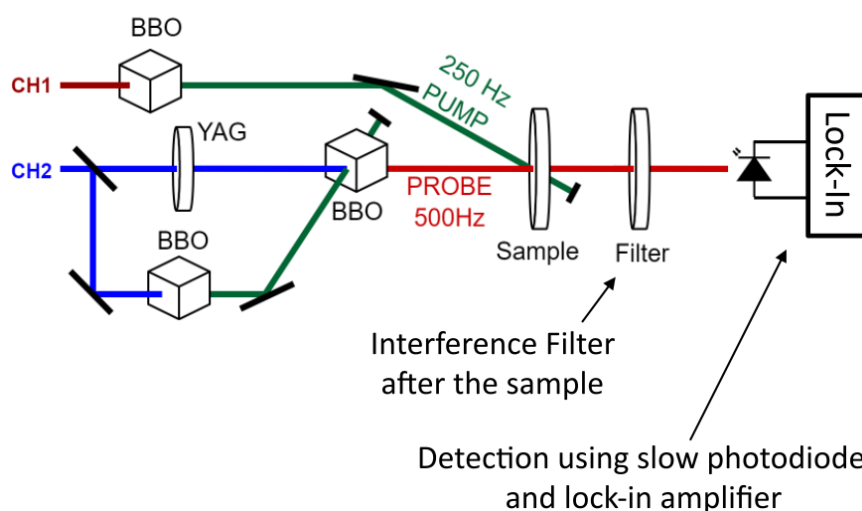 BBO
CH1
250 Hz
PUMP
YAG
CH2
BBO
PROBE
500Hz
BBO
Sample
Filter
Lock-In
Interference Filter
after the sample
Detection using slow photodiode
and lock-in amplifier